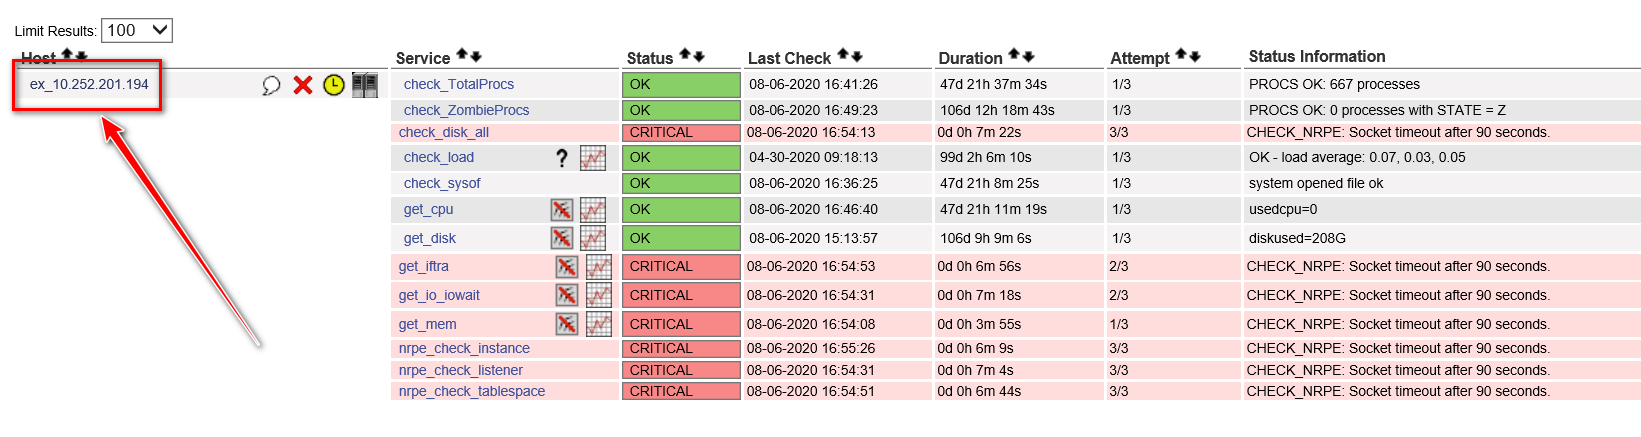 Limit Results: 100
Host Service Status Last Check Duration Attempt Status Information
ex_10.252.201.194 check_TotalProcs OK 08-06-2020 16:41:26 47d 21h 37m 34s 1/3 PROCS OK: 667 processes
check_ZombieProcs OK 08-06-2020 16:49:23 106d 12h 18m 43s 1/3 PROCS OK: 0 processes with STATE = Z
check_disk_all CRITICAL 08-06-2020 16:54:13 0d 0h 7m 22s 3/3 CHECK_NRPE: Socket timeout after 90 seconds.
check_load ? OK 04-30-2020 09:18:13 99d 2h 6m 10s 1/3 OK - load average: 0.07, 0.03, 0.05
check_sysof OK 08-06-2020 16:36:25 47d 21h 8m 25s 1/3 system opened file ok
get_cpu OK 08-06-2020 16:46:40 47d 21h 11m 19s 1/3 usedcpu=0
get_disk OK 08-06-2020 15:13:57 106d 9h 9m 6s 1/3 diskused=208G
get_iftra CRITICAL 08-06-2020 16:54:53 0d 0h 6m 56s 2/3 CHECK_NRPE: Socket timeout after 90 seconds.
get_io_iowait CRITICAL 08-06-2020 16:54:31 0d 0h 7m 18s 2/3 CHECK_NRPE: Socket timeout after 90 seconds.
get_mem CRITICAL 08-06-2020 16:54:08 0d 0h 3m 55s 1/3 CHECK_NRPE: Socket timeout after 90 seconds.
nrpe_check_instance CRITICAL 08-06-2020 16:55:26 0d 0h 6m 9s 3/3 CHECK_NRPE: Socket timeout after 90 seconds.
nrpe_check_listener CRITICAL 08-06-2020 16:54:31 0d 0h 7m 4s 3/3 CHECK_NRPE: Socket timeout after 90 seconds.
nrpe_check_tablespace CRITICAL 08-06-2020 16:54:51 0d 0h 6m 44s 3/3 CHECK_NRPE: Socket timeout after 90 seconds.